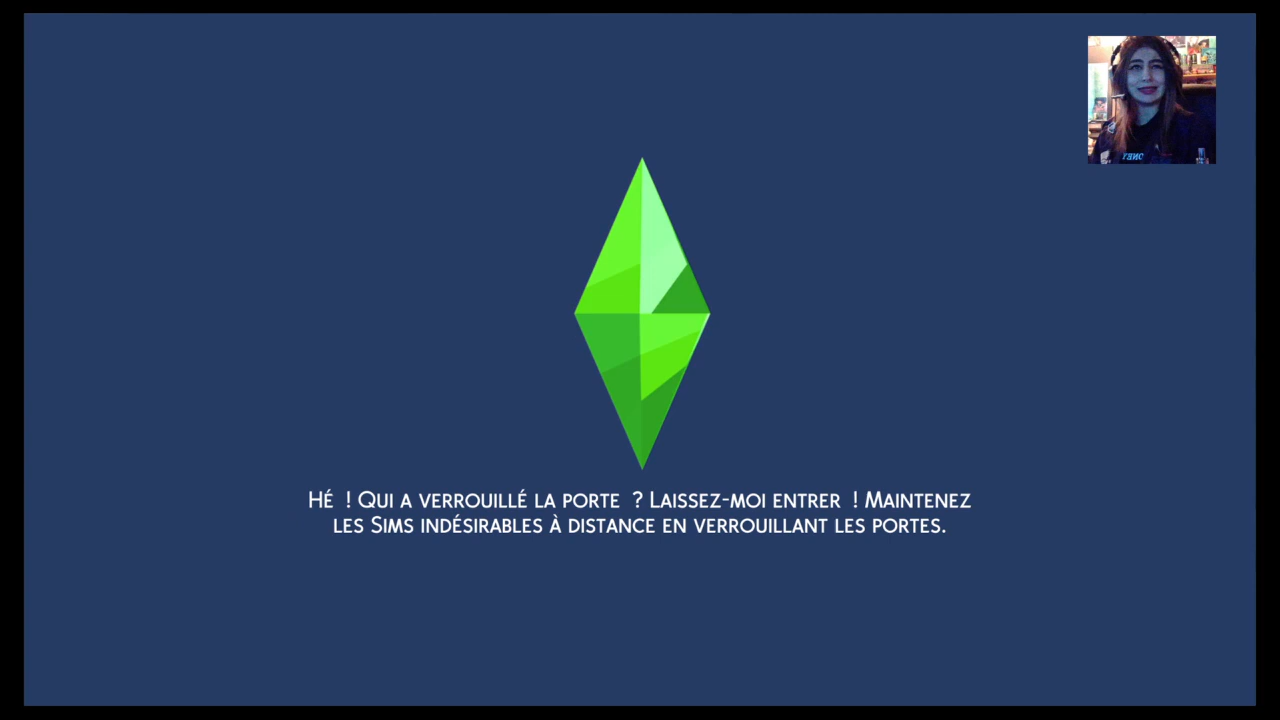 Hé  ! Qui a verrouillé la porte  ? Laissez-moi entrer  ! Maintenez
les Sims indésirables à distance en verrouillant les portes.